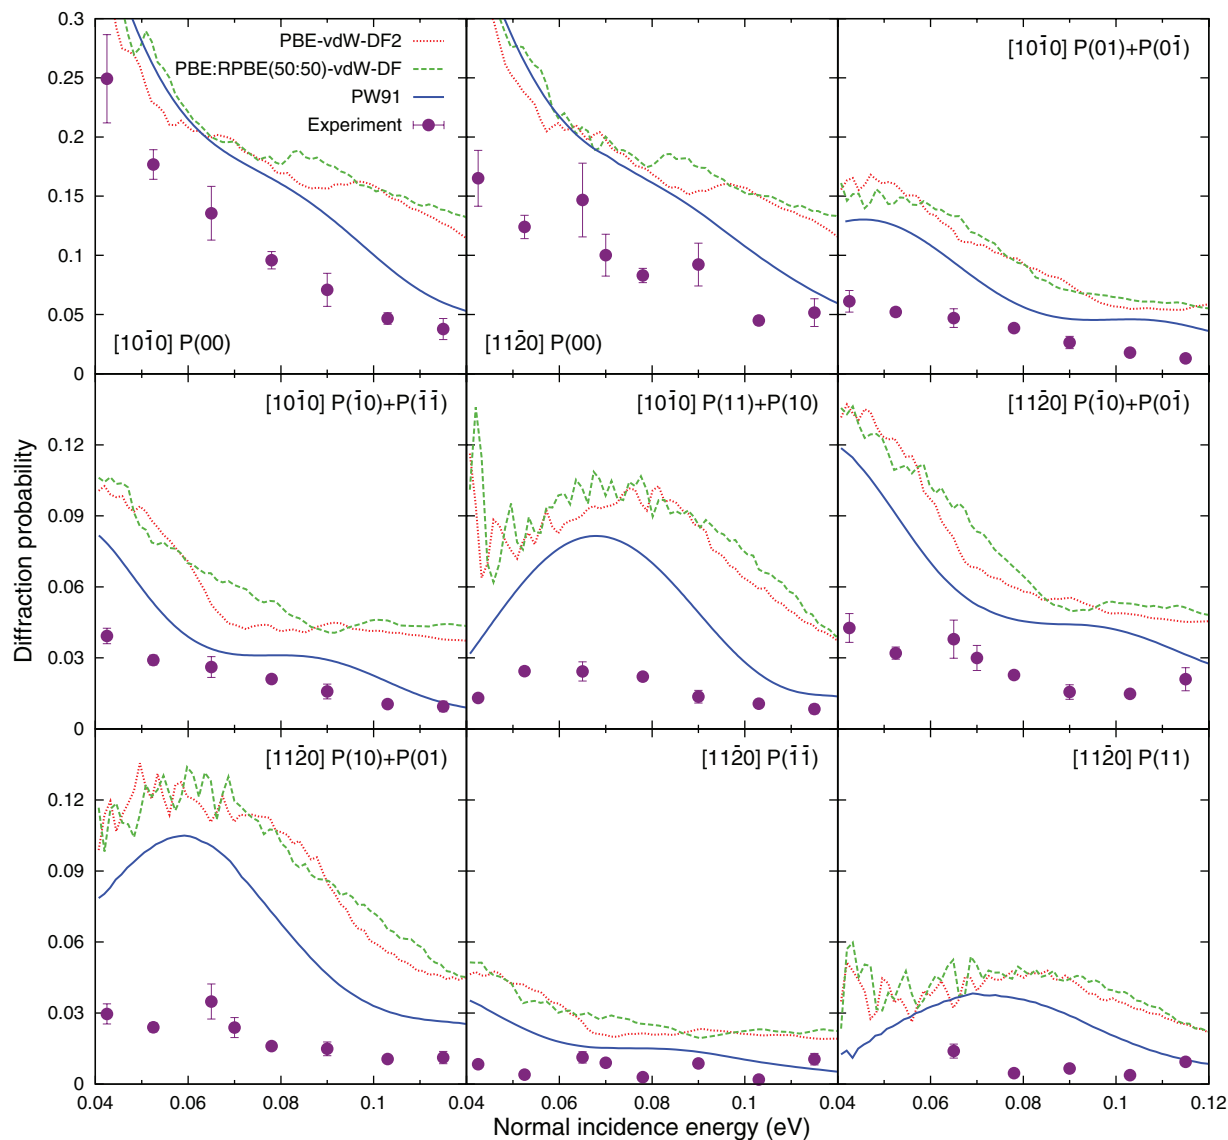 0.3
0.25
0.2
0.15
0.1
0.05
0
PBE-vdW-DF2
PBE:RPBE(50:50)-vdW-DF
PW91
Experiment
[101̄0] P(00)
[112̄0] P(00)
[101̄0] P(01)+P(01̄)
0.12
0.09
0.06
0.03
0
[101̄0] P(1̄0)+P(1̄1̄)
[101̄0] P(11)+P(10)
[112̄0] P(1̄0)+P(01̄)
Diffraction probability
0.12
0.09
0.06
0.03
0
[112̄0] P(10)+P(01)
[112̄0] P(1̄1̄)
[112̄0] P(11)
0.04 0.06 0.08 0.1 0.04 0.06 0.08 0.1 0.04 0.06 0.08 0.1 0.12
Normal incidence energy (eV)